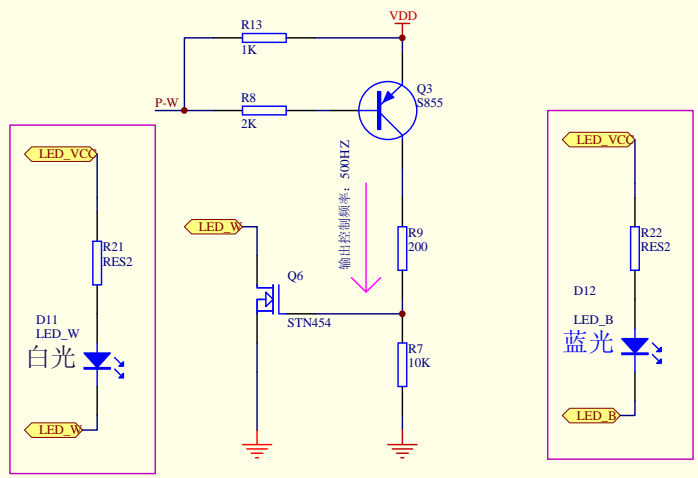 VDD
R13
1K
Q3
S855
P-W
R8
2K
输出控制频率：500HZ
LED_VCC
R21
RES2
D11
LED_W
白光
LED_W
LED_W
Q6
STN454
R9
200
R7
10K
LED_VCC
R22
RES2
D12
LED_B
蓝光
LED_B